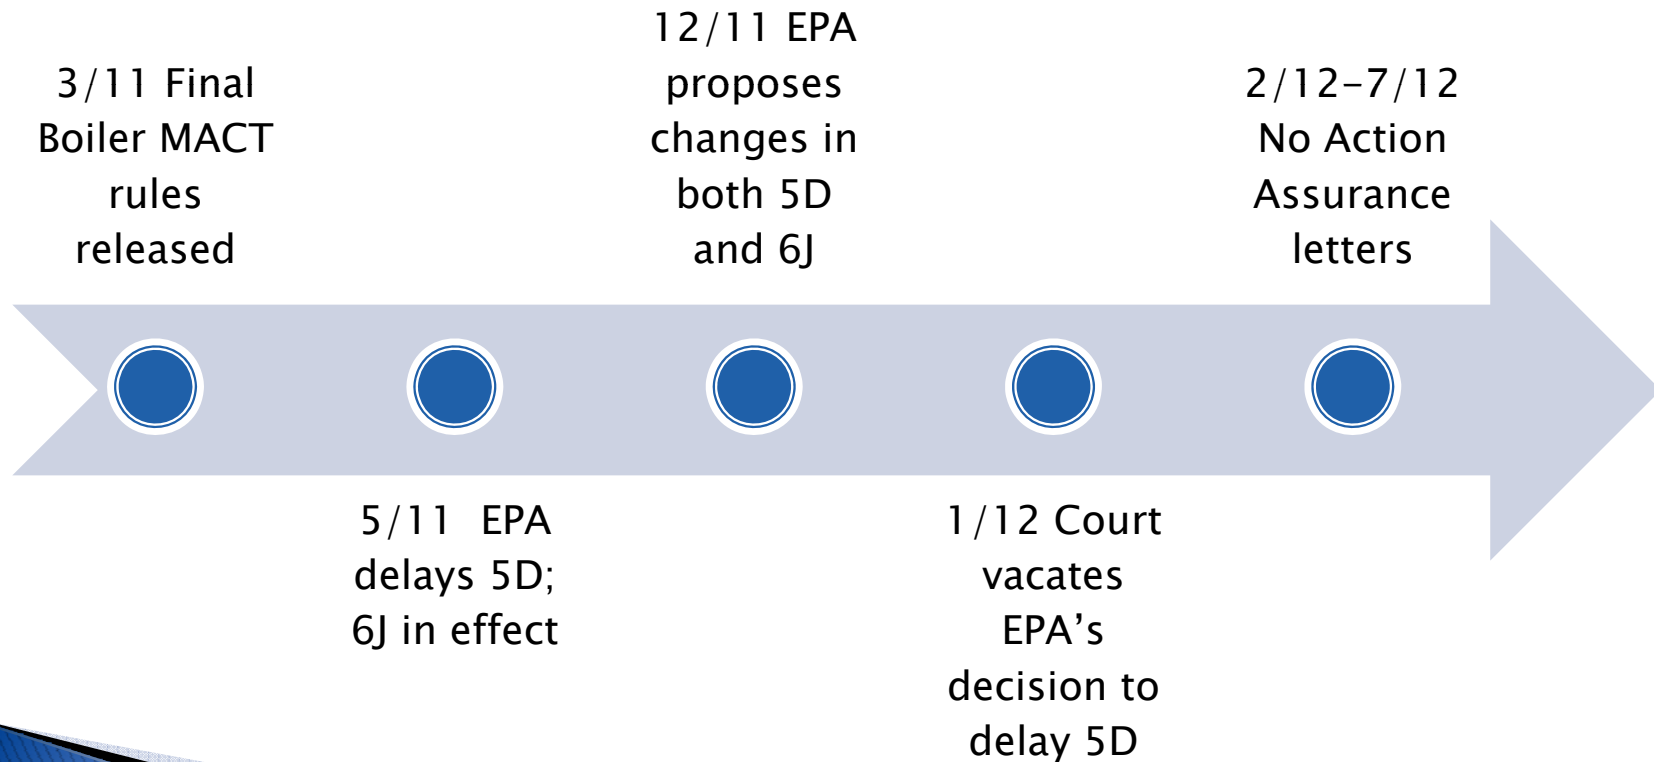 3/11 Final
Boiler MACT
rules
released
5/11 EPA
delays 5D;
6J in effect
12/11 EPA
proposes
changes in
both 5D
and 6J
1/12 Court
vacates
EPA’s
decision to
delay 5D
2/12-7/12
No Action
Assurance
letters